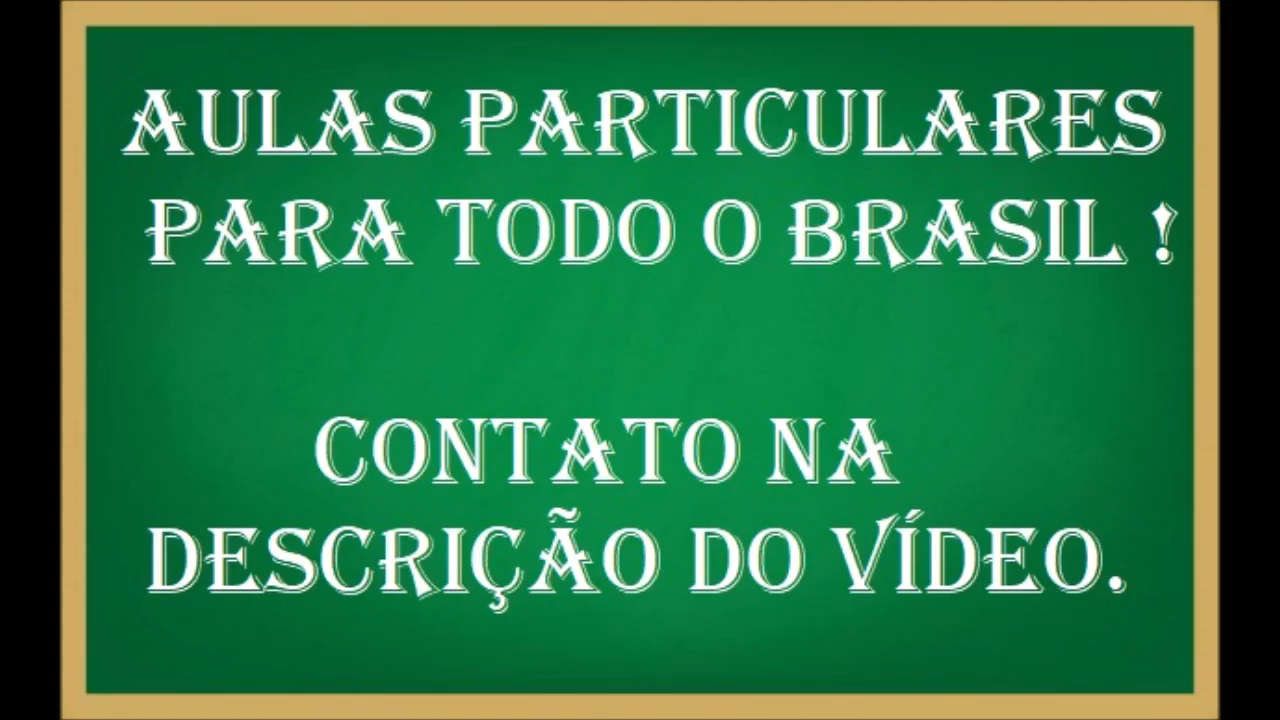 AULAS PARTICULARES
PARA TODO O BRASIL !
CONTATO NA
DESCRIÇÃO DO VÍDEO.